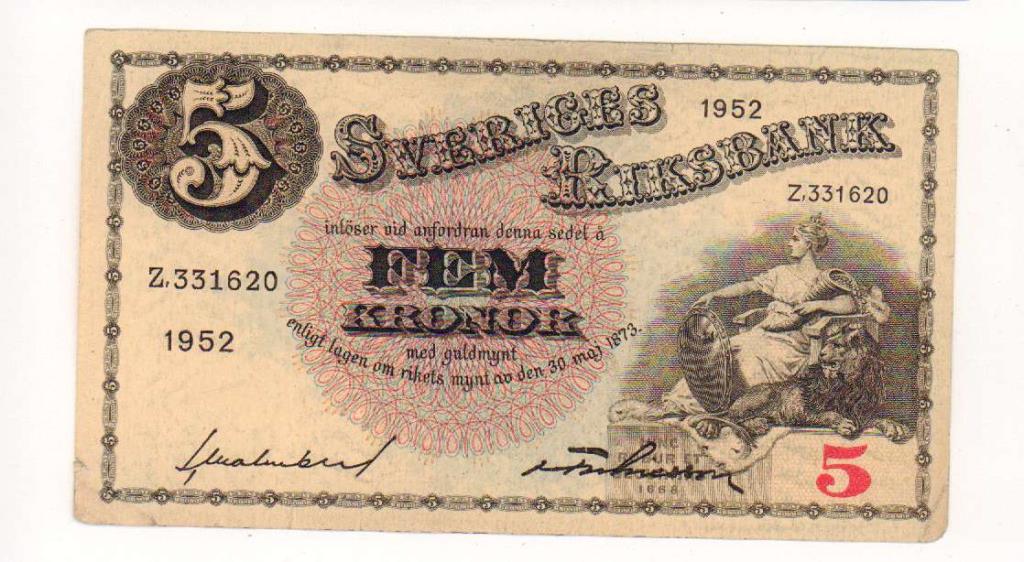 5
SVERIGES
1952
RIKSBANK
Z,331620
inlöser vid anfordran denna sedel å
FEM
KRONOR
Z,331620
1952
med guldmynt
enligt lagen om rikets mynt av den 30 maj 1873.
5
1668